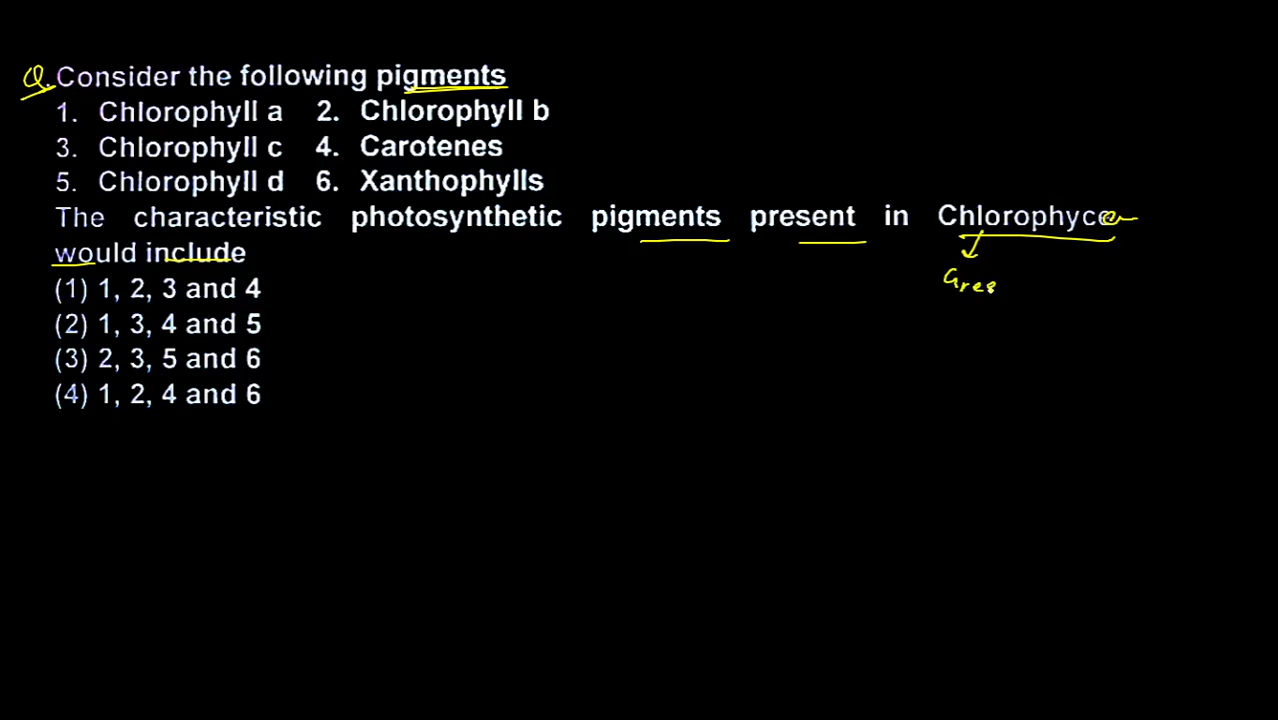 Q. Consider the following pigments
1. Chlorophyll a 2. Chlorophyll b
3. Chlorophyll c 4. Carotenes
5. Chlorophyll d 6. Xanthophylls
The characteristic photosynthetic pigments present in
would include
(1) 1, 2, 3 and 4
(2) 1, 3, 4 and 5
(3) 2, 3, 5 and 6
(4) 1, 2, 4 and 6